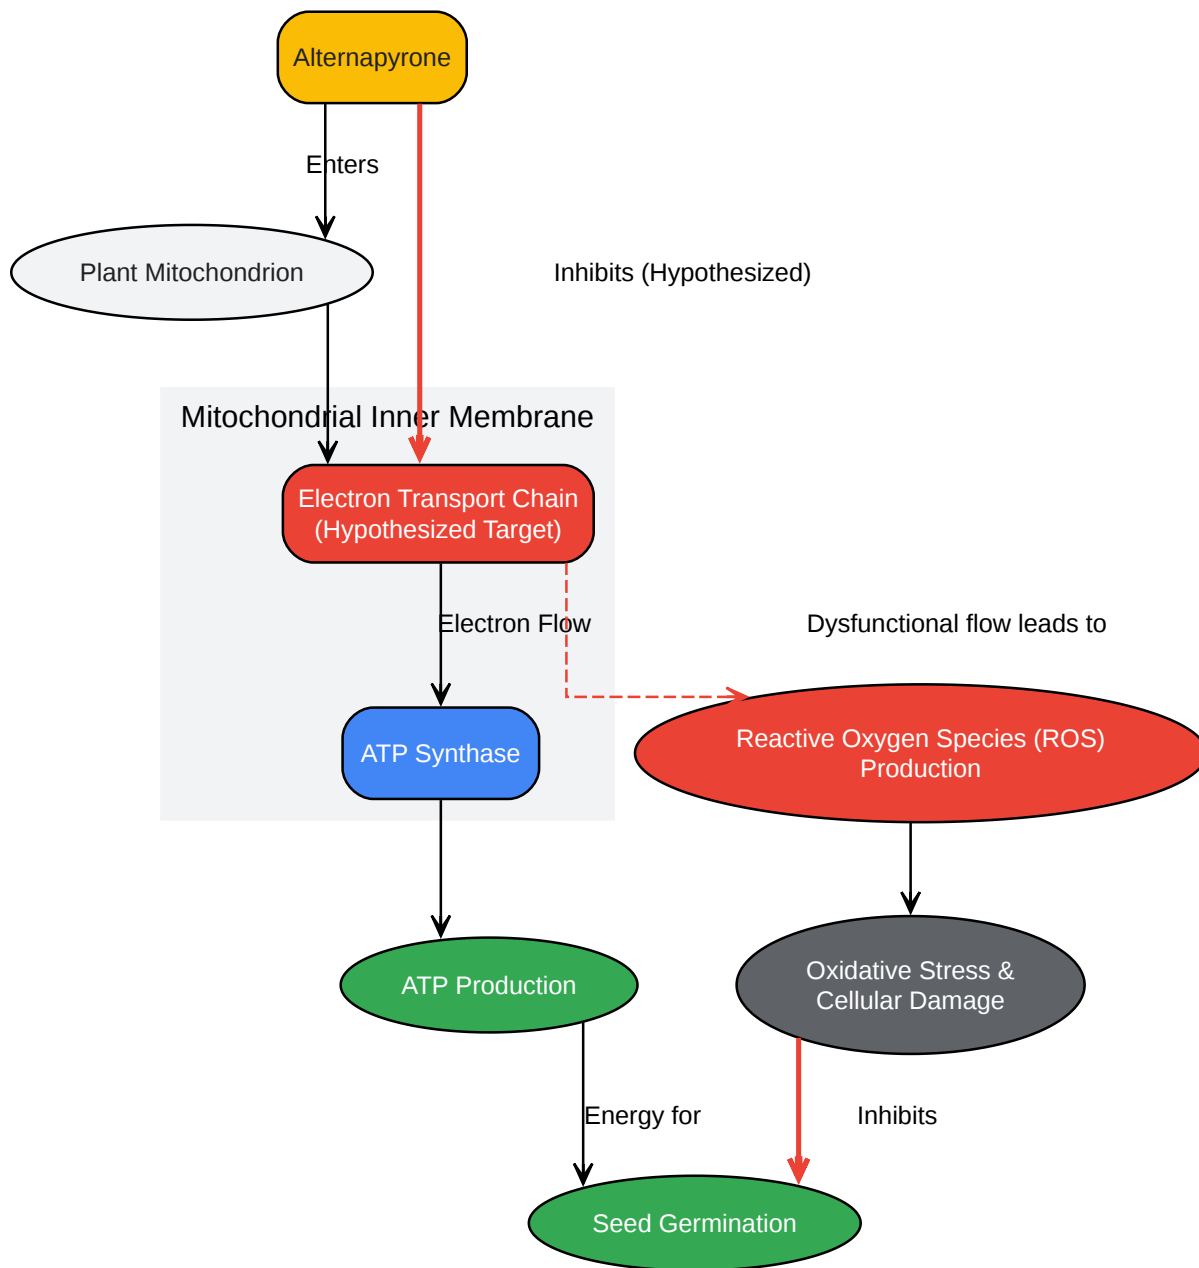 Alternapyrone
Enters
Plant Mitochondrion
Inhibits (Hypothesized)
Mitochondrial Inner Membrane
Electron Transport Chain
(Hypothesized Target)
Electron Flow
Dysfunctional flow leads to
ATP Synthase
Reactive Oxygen Species (ROS)
Production
ATP Production
Oxidative Stress &
Cellular Damage
Energy for
Inhibits
Seed Germination